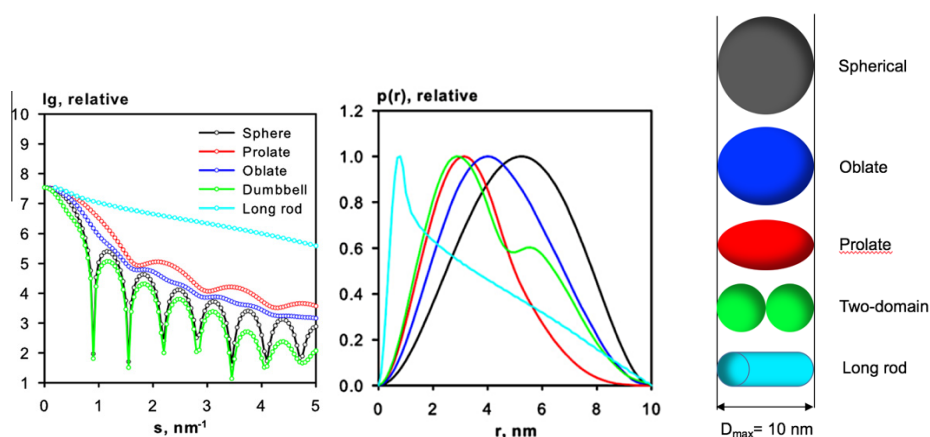 lg, relative
10
9
8
7
6
5
4
3
2
1
0 1 2 3 4 5
s, nm⁻¹
Sphere
Prolate
Oblate
Dumbbell
Long rod
p(r), relative
1.2
1.0
0.8
0.6
0.4
0.2
0.0
0 2 4 6 8 10
r, nm
Spherical
Oblate
Prolate
Two-domain
Long rod
Dmax= 10 nm